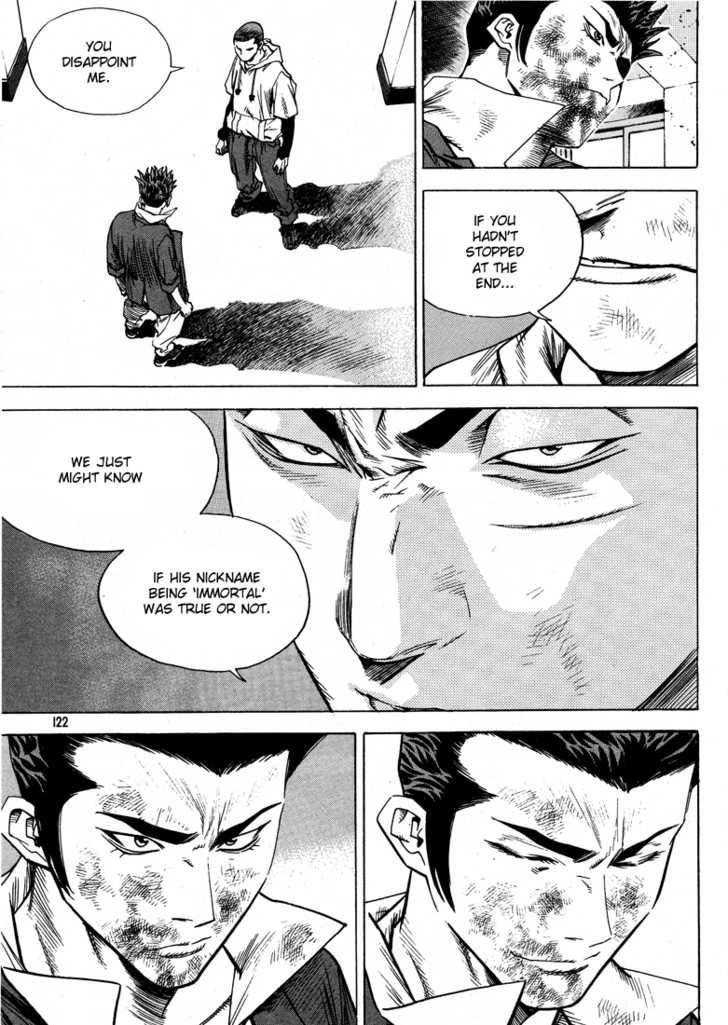 YOU
DISAPPOINT
ME.
IF YOU
HADN'T
STOPPED
AT THE
END...
WE JUST
MIGHT KNOW
IF HIS NICKNAME
BEING 'IMMORTAL'
WAS TRUE OR NOT.
122